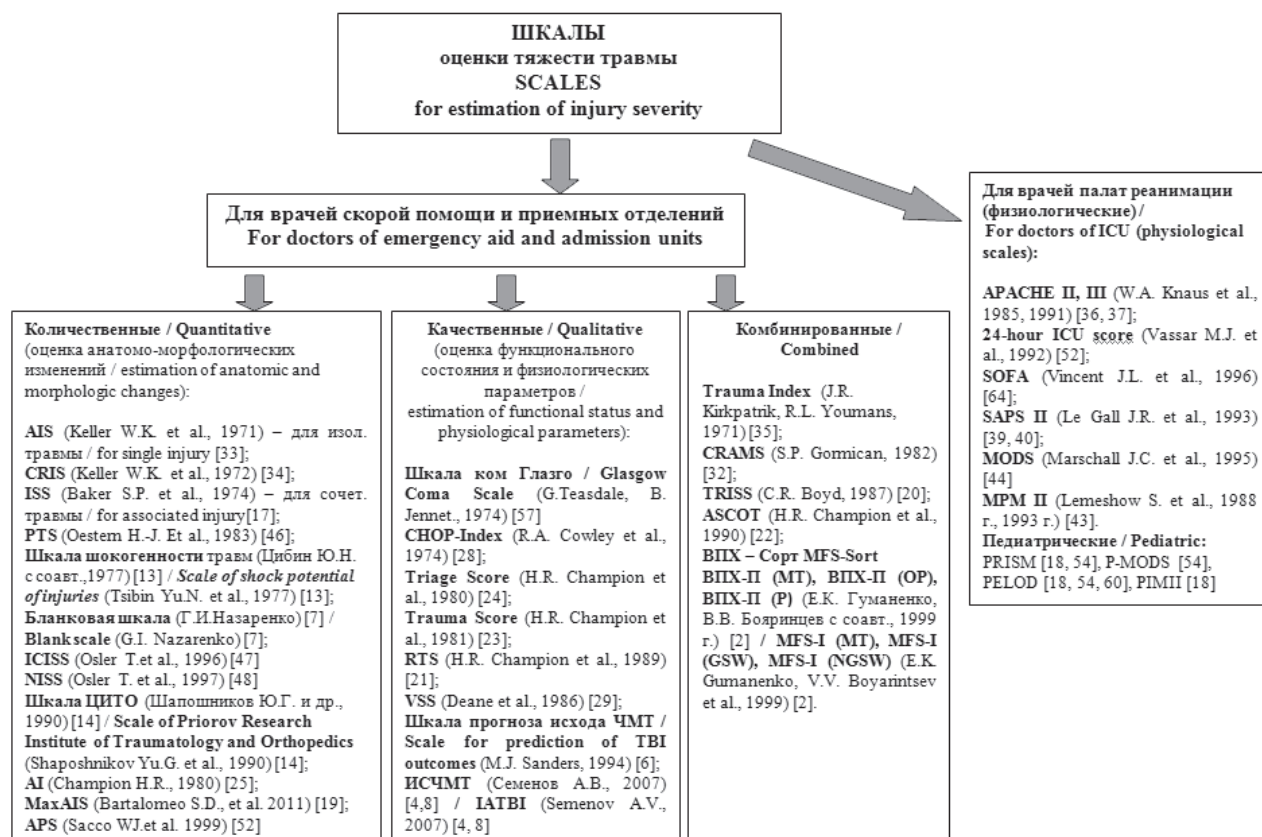 ШКАЛЫ
оценки тяжести травмы
SCALES
for estimation of injury severity
Для врачей скорой помощи и приемных отделений
For doctors of emergency aid and admission units
Количественные / Quantitative
(оценка анатомо-морфологических
изменений / estimation of anatomic and
morphologic changes):
AIS (Keller W.K. et al., 1971) – для изол.
травмы / for single injury [33];
CRIS (Keller W.K. et al., 1972) [34];
ISS (Baker S.P. et al., 1974) – для сочет.
травмы / for associated injury[17];
PTS (Oestern H.-J. Et al., 1983) [46];
Шкала шокогенности травм (Цибин Ю.Н.
с соавт.,1977) [13] / Scale of shock potential
of injuries (Tsibin Yu.N. et al., 1977) [13];
Бланковая шкала (Г.И.Назаренко) [7] /
Blank scale (G.I. Nazarenko) [7];
ICISS (Osler T.et al., 1996) [47]
NISS (Osler T. et al., 1997) [48]
Шкала ЦИТО (Шапошников Ю.Г. и др.,
1990) [14] / Scale of Priorov Research
Institute of Traumatology and Orthopedics
(Shaposhnikov Yu.G. et al., 1990) [14];
AI (Champion H.R., 1980) [25];
MaxAIS (Bartalomeo S.D., et al. 2011) [19];
APS (Sacco WJ.et al. 1999) [52]
Качественные / Qualitative
(оценка функционального
состояния и физиологических
параметров /
estimation of functional status and
physiological parameters):
Шкала ком Глазго / Glasgow
Coma Scale (G.Teasdale, B.
Jennet., 1974) [57]
CHOP-Index (R.A. Cowley et al.,
1974) [28];
Triage Score (H.R. Champion et
al., 1980) [24];
Trauma Score (H.R. Champion et
al., 1981) [23];
RTS (H.R. Champion et al., 1989)
[21];
VSS (Deane et al., 1986) [29];
Шкала прогноза исхода ЧМТ /
Scale for prediction of TBI
outcomes (M.J. Sanders, 1994) [6];
ИСЧМТ (Семенов А.В., 2007)
[4,8] / IATBI (Semenov A.V.,
2007) [4, 8]
Комбинированные /
Combined
Trauma Index (J.R.
Kirkpatrik, R.L. Youmans,
1971) [35];
CRAMS (S.P. Gormican, 1982)
[32];
TRISS (C.R. Boyd, 1987) [20];
ASCOT (H.R. Champion et al.,
1990) [22];
ВПХ – Сорт MFS-Sort
ВПХ-П (МТ), ВПХ-П (ОР),
ВПХ-П (Р) (Е.К. Гуманенко,
В.В. Бояринцев с соавт., 1999
г.) [2] / MFS-I (MT), MFS-I
(GSW), MFS-I (NGSW) (E.K.
Gumanenko, V.V. Boyarintsev
et al., 1999) [2].
Для врачей палат реанимации
(физиологические) /
For doctors of ICU (physiological
scales):
APACHE II, III (W.A. Knaus et al.,
1985, 1991) [36, 37];
24-hour ICU score (Vassar M.J. et
al., 1992) [52];
SOFA (Vincent J.L. et al., 1996)
[64];
SAPS II (Le Gall J.R. et al., 1993)
[39, 40];
MODS (Marschall J.C. et al., 1995)
[44]
MPM II (Lemeshow S. et al., 1988
г., 1993 г.) [43].
Педиатрические / Pediatric:
PRISM [18, 54], P-MODS [54],
PELOD [18, 54, 60], PIMII [18]